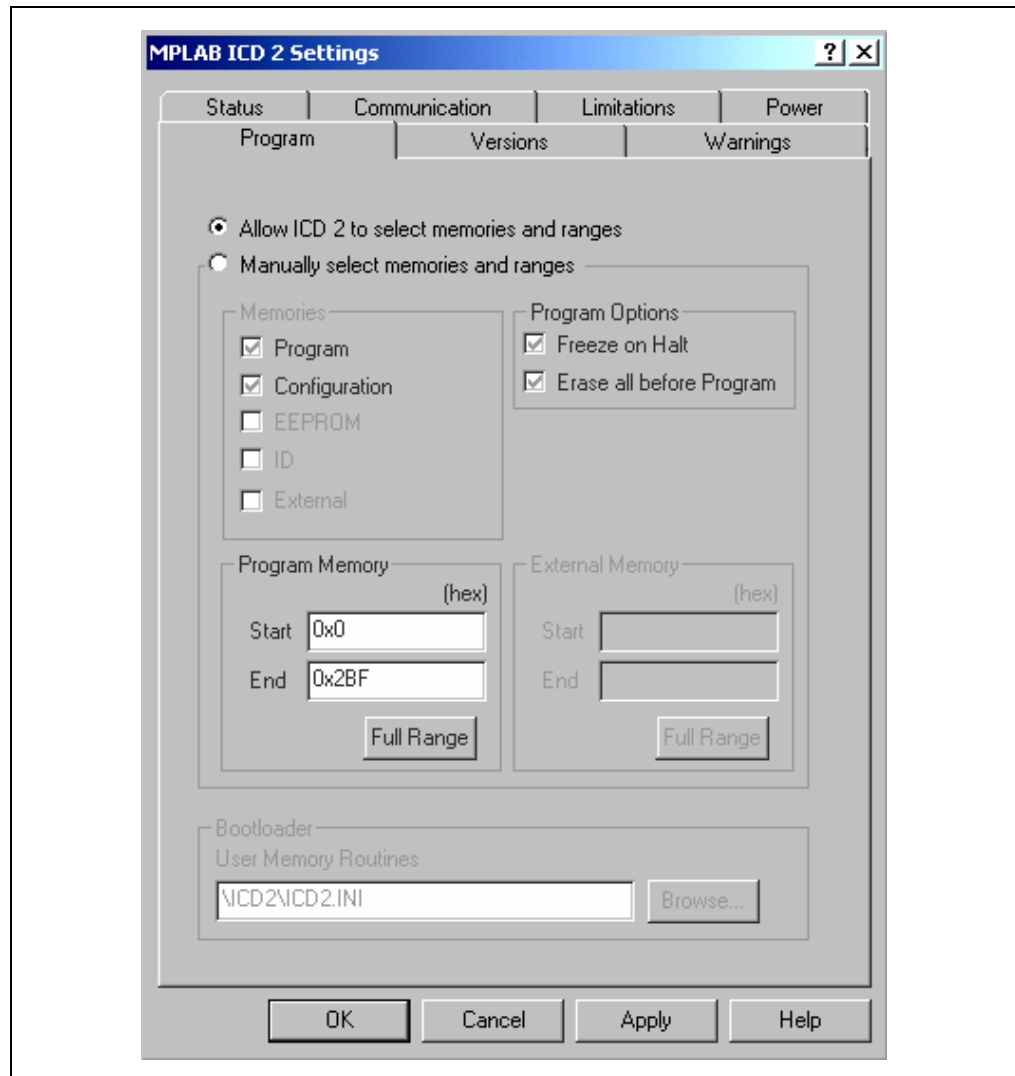 MPLAB ICD 2 Settings
Status Communication Limitations Power
Program Versions Warnings
Allow ICD 2 to select memories and ranges
Manually select memories and ranges
Memories
Program
Configuration
EEPROM
ID
External
Program Options
Freeze on Halt
Erase all before Program
Program Memory
(hex)
Start 0x0
End 0x2BF
Full Range
External Memory
(hex)
Start
End
Full Range
Bootloader
User Memory Routines
\ICD2\ICD2.INI Browse...
OK Cancel Apply Help